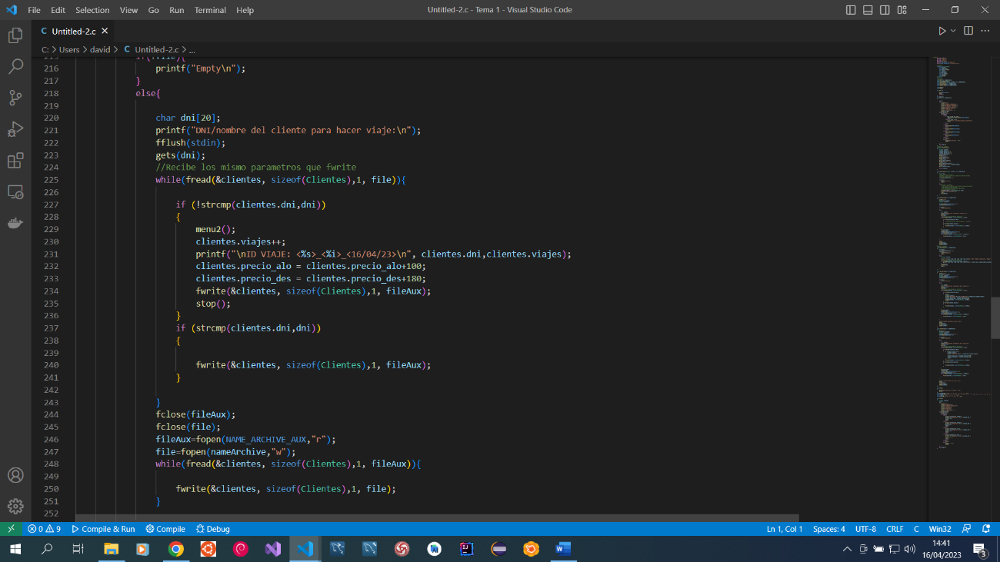 File Edit Selection View Go Run Terminal Help
Untitled-2.c - Tema 1 - Visual Studio Code
C Untitled-2.c
C: > Users > david > C Untitled-2.c > ...
215 if(!file){
216 printf("Empty\n");
217 }
218 else{
219
220 char dni[20];
221 printf("DNI/nombre del cliente para hacer viaje:\n");
222 fflush(stdin);
223 gets(dni);
224 //Recibe los mismo parametros que fwrite
225 while(fread(&clientes, sizeof(Clientes),1, file)){
226
227 if (!strcmp(clientes.dni,dni))
228 {
229 menu2();
230 clientes.viajes++;
231 printf("\nID VIAJE: <%s>_<%i>_<16/04/23>\n", clientes.dni,clientes.viajes);
232 clientes.precio_alo = clientes.precio_alo+100;
233 clientes.precio_des = clientes.precio_des+180;
234 fwrite(&clientes, sizeof(Clientes),1, fileAux);
235 stop();
236 }
237 if (strcmp(clientes.dni,dni))
238 {
239
240 fwrite(&clientes, sizeof(Clientes),1, fileAux);
241 }
242
243 }
244 fclose(fileAux);
245 fclose(file);
246 fileAux=fopen(NAME_ARCHIVE_AUX,"r");
247 file=fopen(nameArchive,"w");
248 while(fread(&clientes, sizeof(Clientes),1, fileAux)){
249
250 fwrite(&clientes, sizeof(Clientes),1, file);
251 }
252
0 9 Compile & Run Compile Debug Ln 1, Col 1 Spaces: 4 UTF-8 CRLF C Win32
14:41
16/04/2023
3